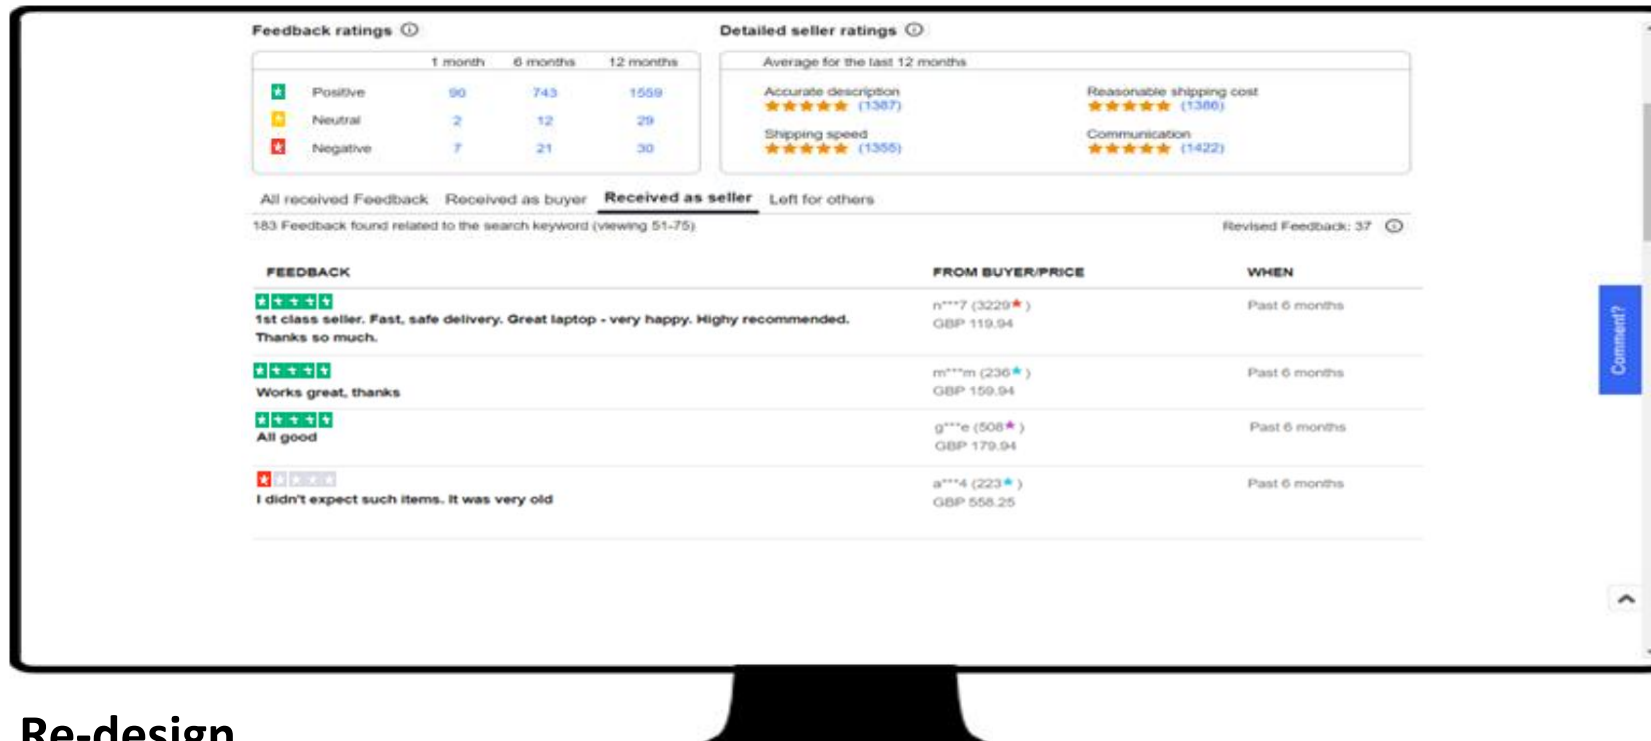 Feedback ratings
Detailed seller ratings
1 month 6 months 12 months
Average for the last 12 months
Positive 90 743 1559
Accurate description
(1387)
Reasonable shipping cost
(1386)
Neutral 2 12 29
Shipping speed
(1355)
Communication
(1422)
Negative 7 21 30
All received Feedback Received as buyer Received as seller Left for others
183 Feedback found related to the search keyword (viewing 51-75)
Revised Feedback: 37
FEEDBACK FROM BUYER/PRICE WHEN
1st class seller. Fast, safe delivery. Great laptop - very happy. Highy recommended.
Thanks so much.
n***7 (3229★)
GBP 119.94
Past 6 months
Works great, thanks
m***m (236★)
GBP 159.94
Past 6 months
All good
g***e (508★)
GBP 179.94
Past 6 months
I didn't expect such items. It was very old
a***4 (223★)
GBP 558.25
Past 6 months
Comment?
Re-design